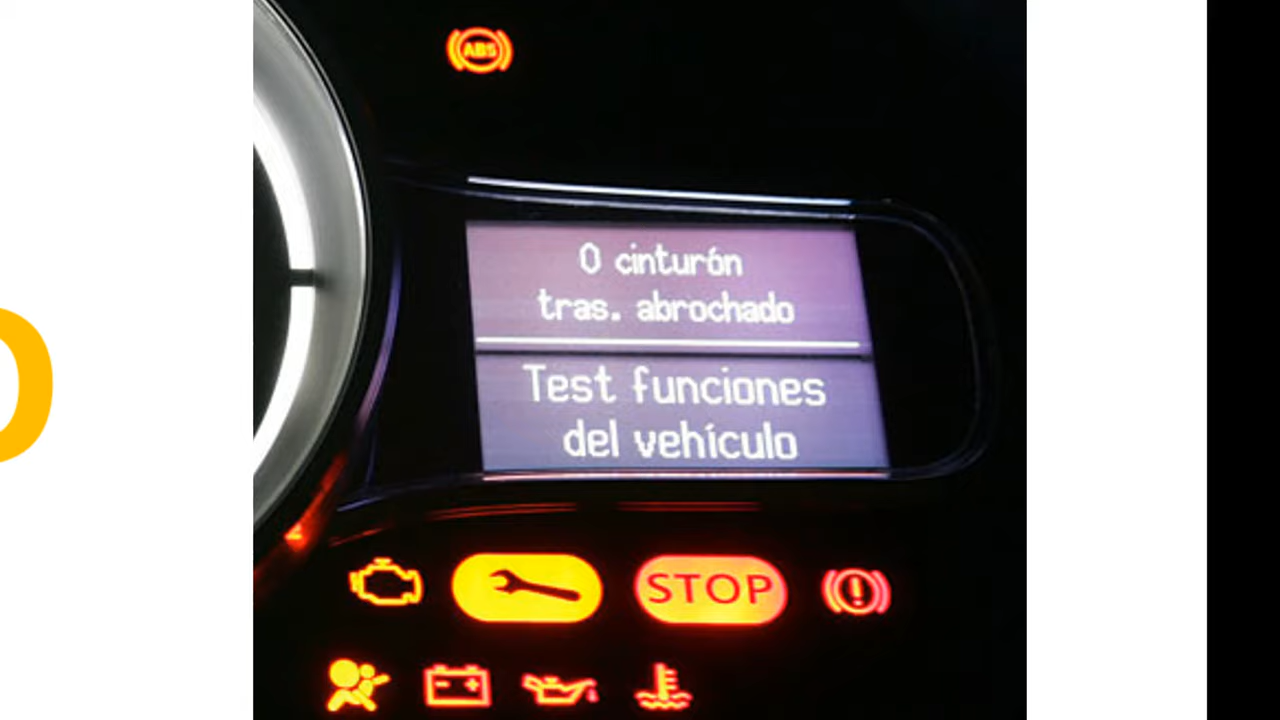 ABS
0 cinturón
tras. abrochado
Test funciones
del vehículo
STOP